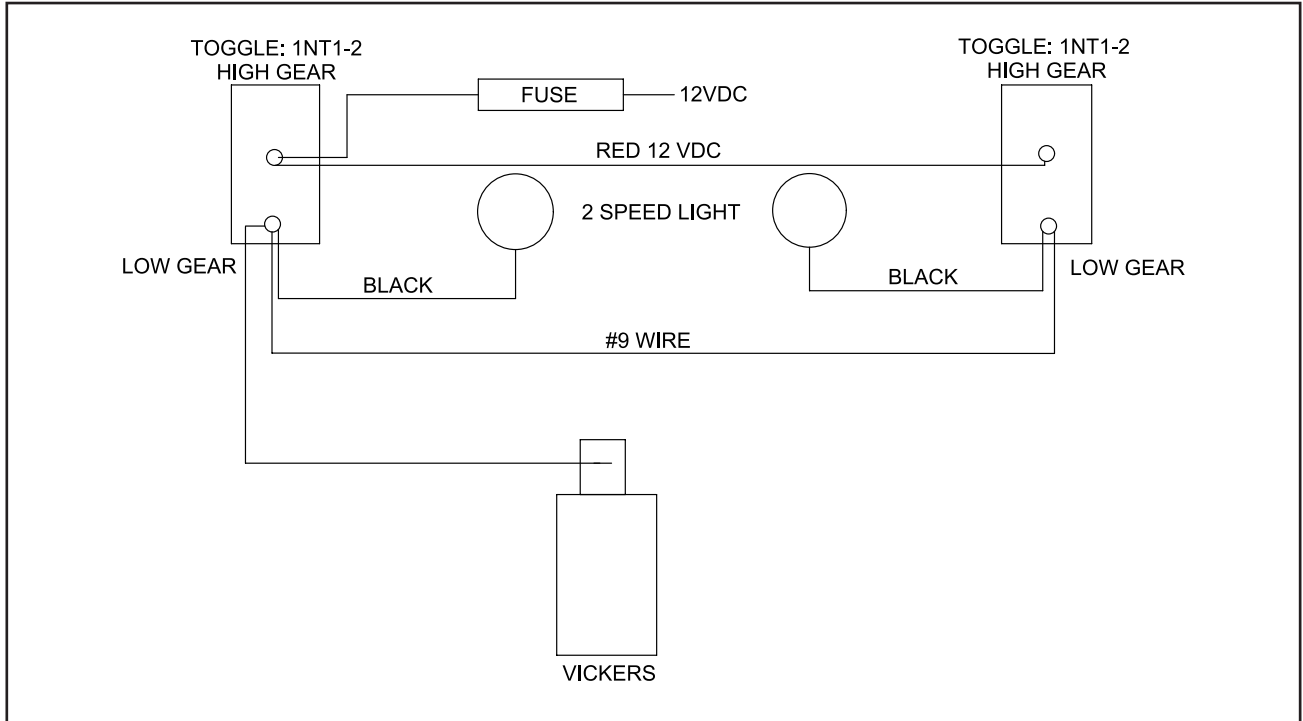 TOGGLE: 1NT1-2
HIGH GEAR
TOGGLE: 1NT1-2
HIGH GEAR
FUSE
12VDC
RED 12 VDC
2 SPEED LIGHT
LOW GEAR
LOW GEAR
BLACK
BLACK
#9 WIRE
VICKERS